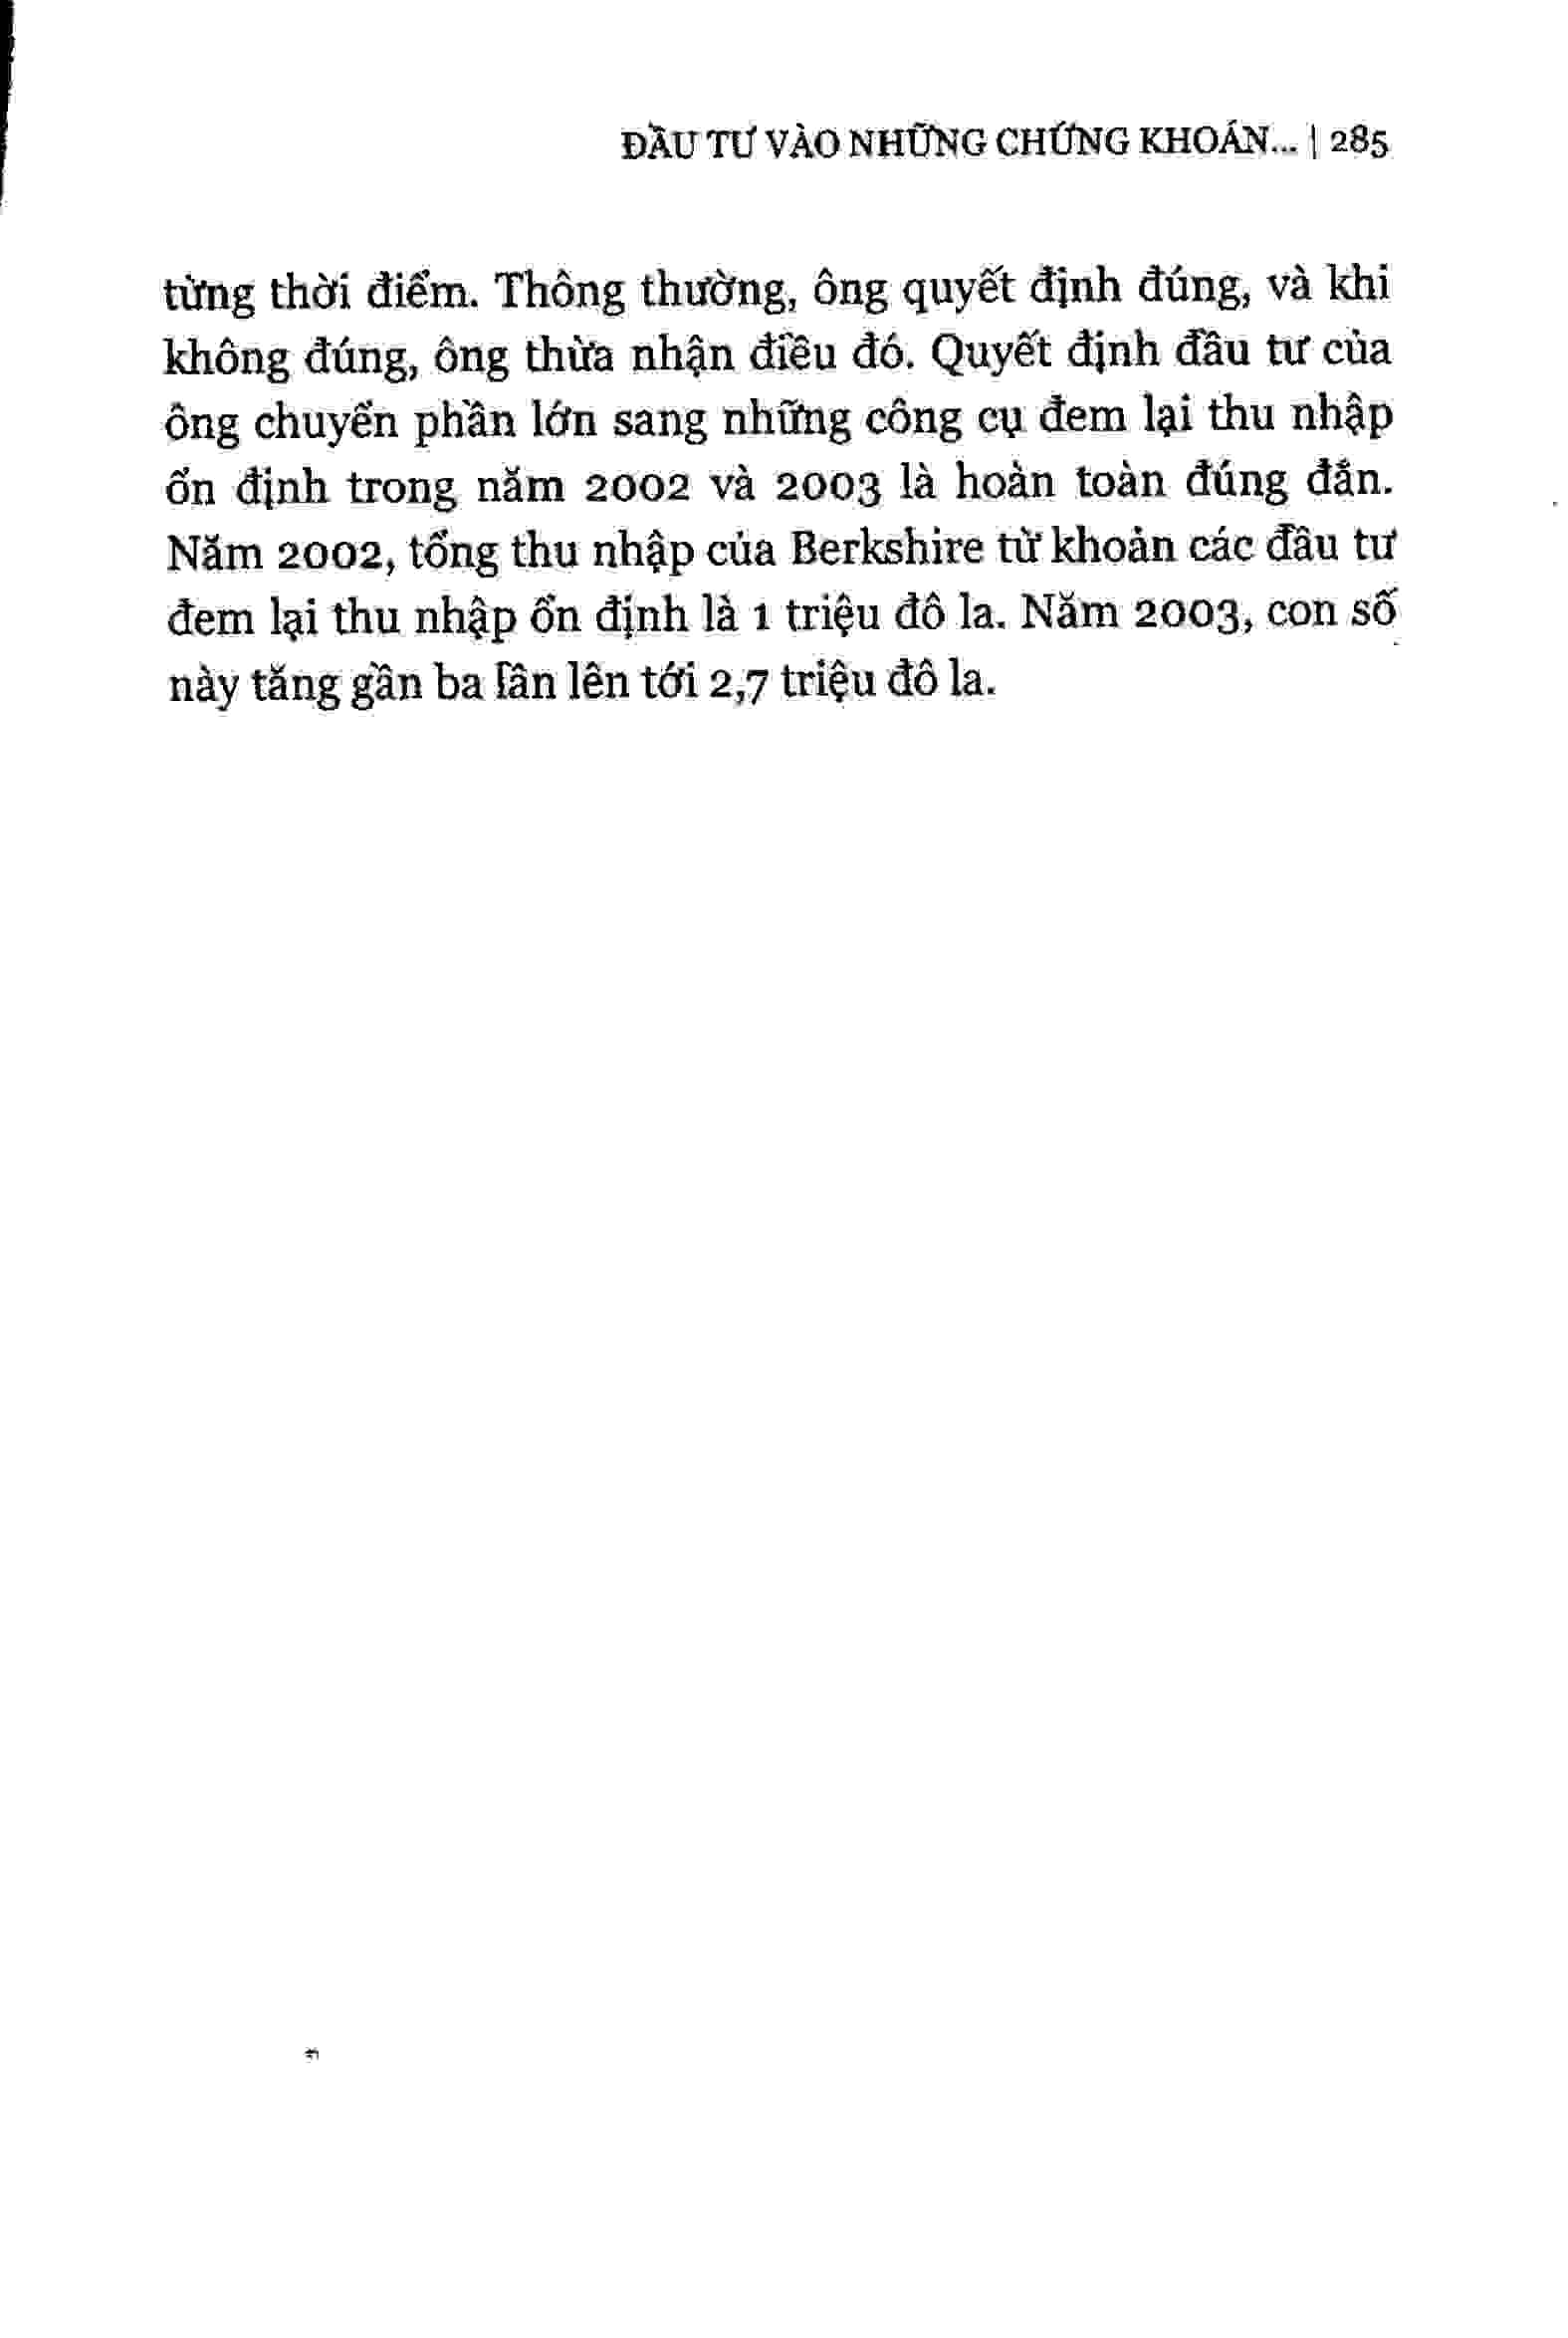 ĐẦU TƯ VÀO NHỮNG CHỨNG KHOÁN... | 285
từng thời điểm. Thông thường, ông quyết định đúng, và khi
không đúng, ông thừa nhận điều đó. Quyết định đầu tư của
ông chuyển phần lớn sang những công cụ đem lại thu nhập
ổn định trong năm 2002 và 2003 là hoàn toàn đúng đắn.
Năm 2002, tổng thu nhập của Berkshire từ khoản các đầu tư
đem lại thu nhập ổn định là 1 triệu đô la. Năm 2003, con số
này tăng gần ba lần lên tới 2,7 triệu đô la.